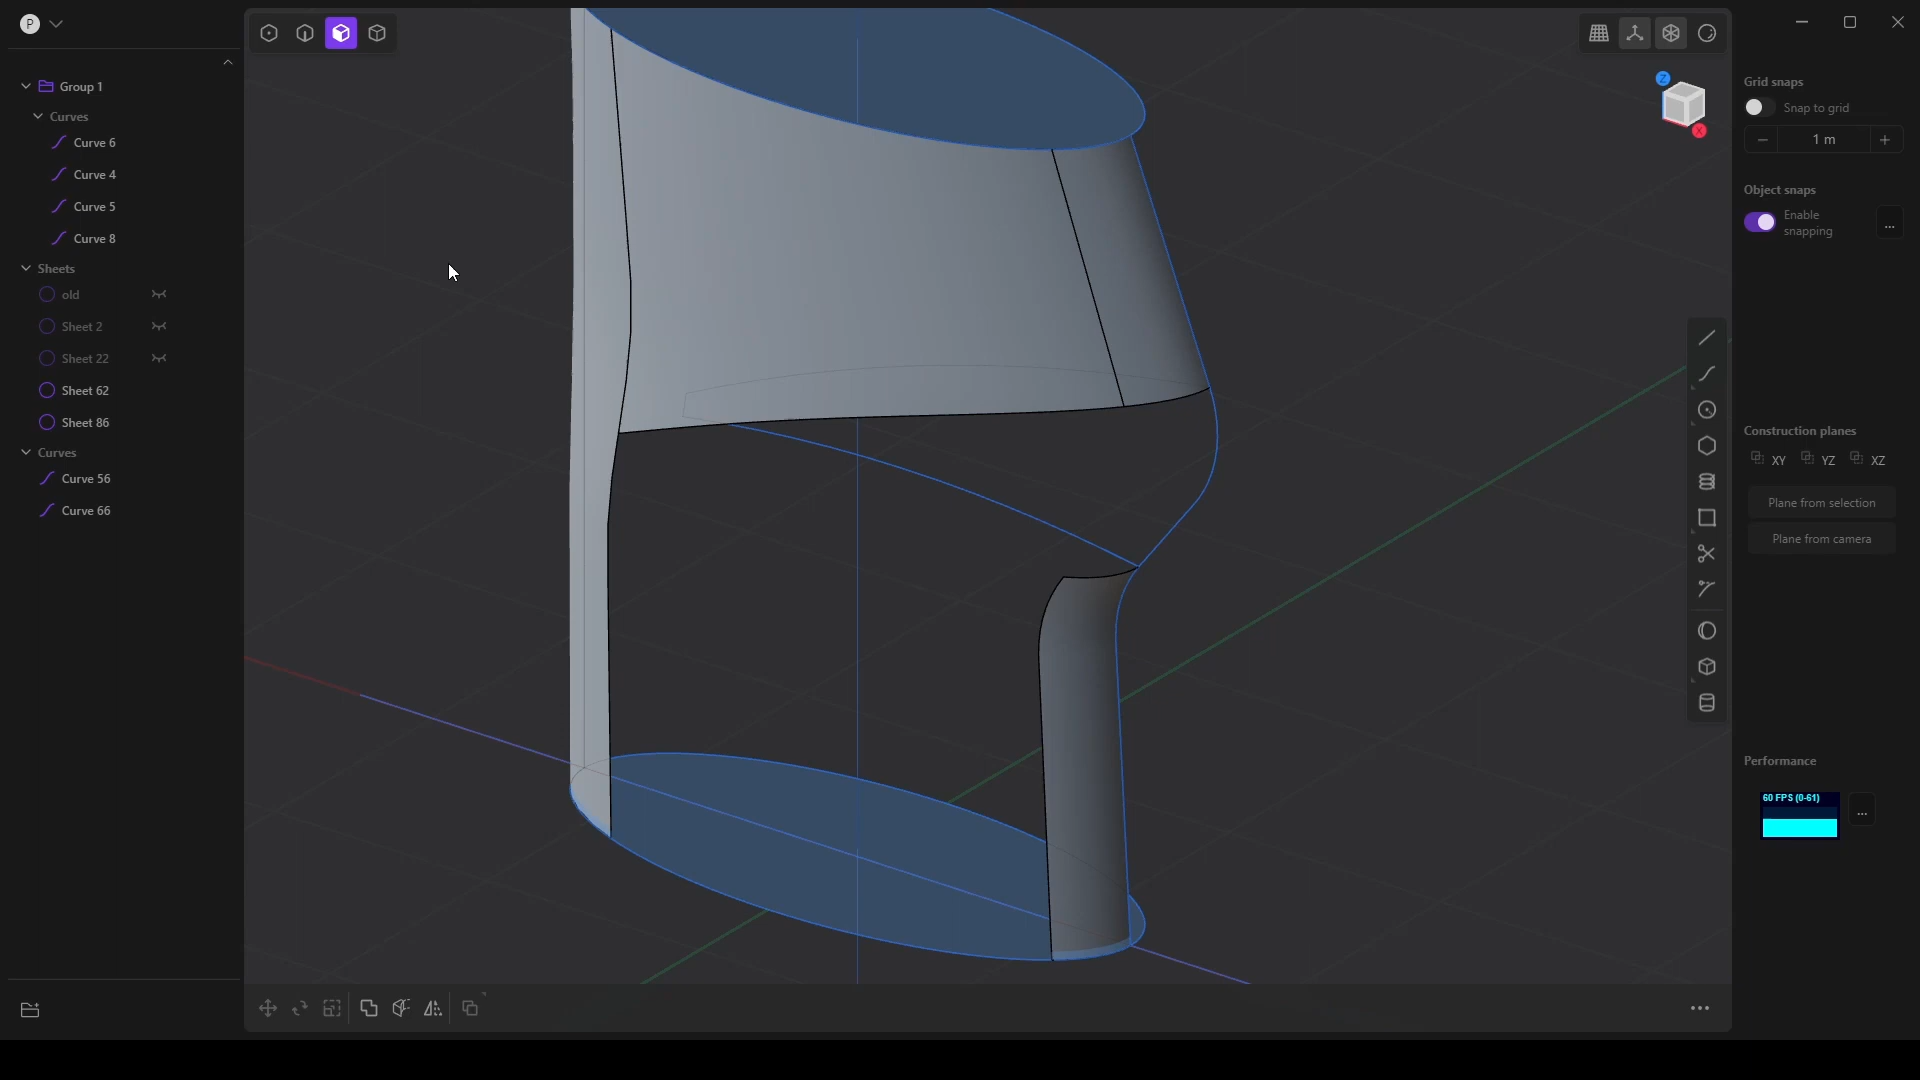 P
Group 1
Curves
Curve 6
Curve 4
Curve 5
Curve 8
Sheets
old
Sheet 2
Sheet 22
Sheet 62
Sheet 86
Curves
Curve 56
Curve 66
Z
X
Grid snaps
Snap to grid
1 m
Object snaps
Enable
snapping
...
Construction planes
XY YZ XZ
Plane from selection
Plane from camera
Performance
60 FPS (0-61)
...